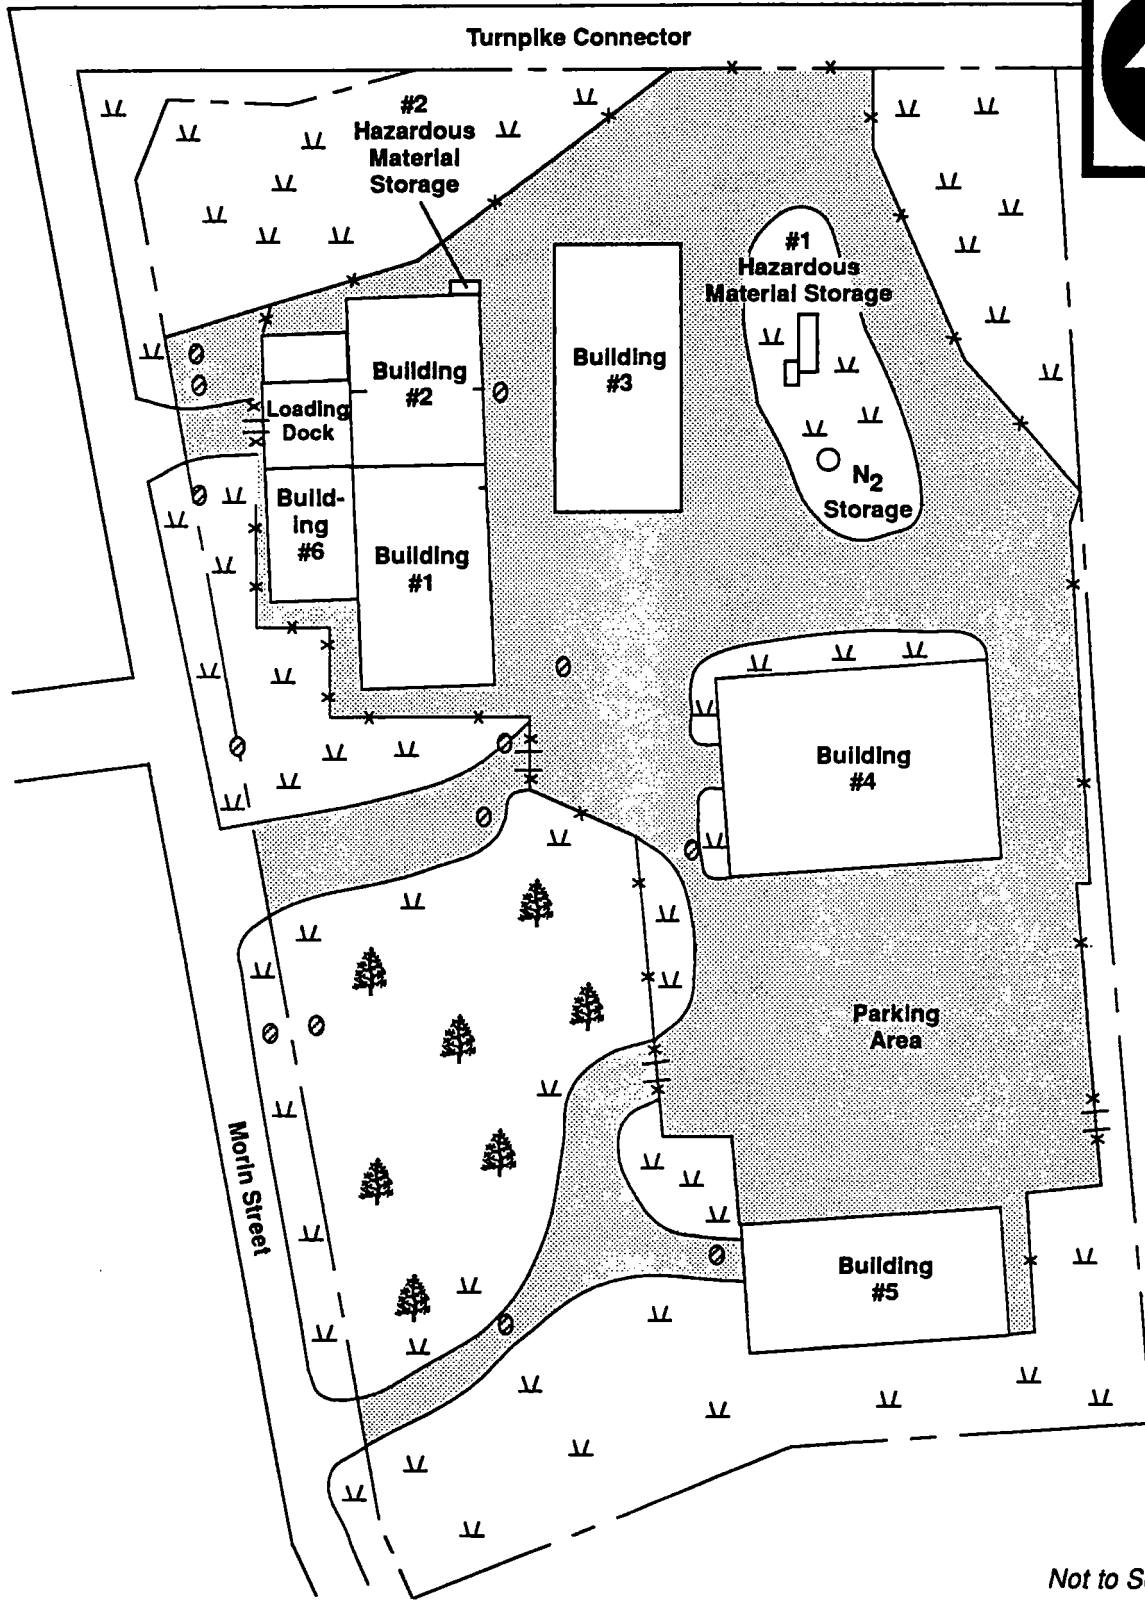 Turnpike Connector
#2
Hazardous
Material
Storage
#1
Hazardous
Material Storage
Building
#2
Building
#3
Loading
Dock
Build-
ing
#6
Building
#1
N2
Storage
Building
#4
Parking
Area
Morin Street
Building
#5
Not to